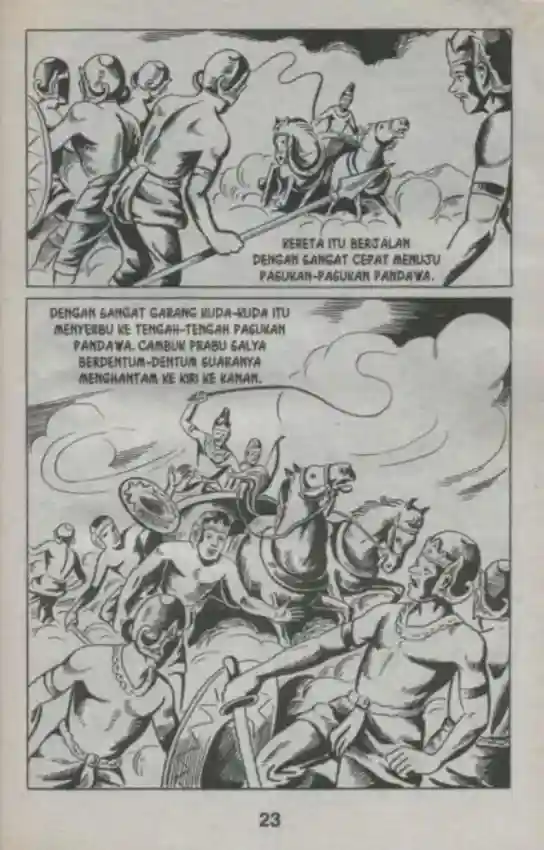 KERETA ITU BERJALAN
DENGAN SANGAT CEPAT MENUJU
PASUKAN-PASUKAN PANDAWA.
DENGAN SANGAT GARANG KUDA-KUDA ITU
MENYERBU KE TENGAH-TENGAH PASUKAN
PANDAWA. CAMBUK PRABU SALYA
BERDENTUM-DENTUM SUARANYA
MENGHANTAM KE KIRI KE KANAN.
23